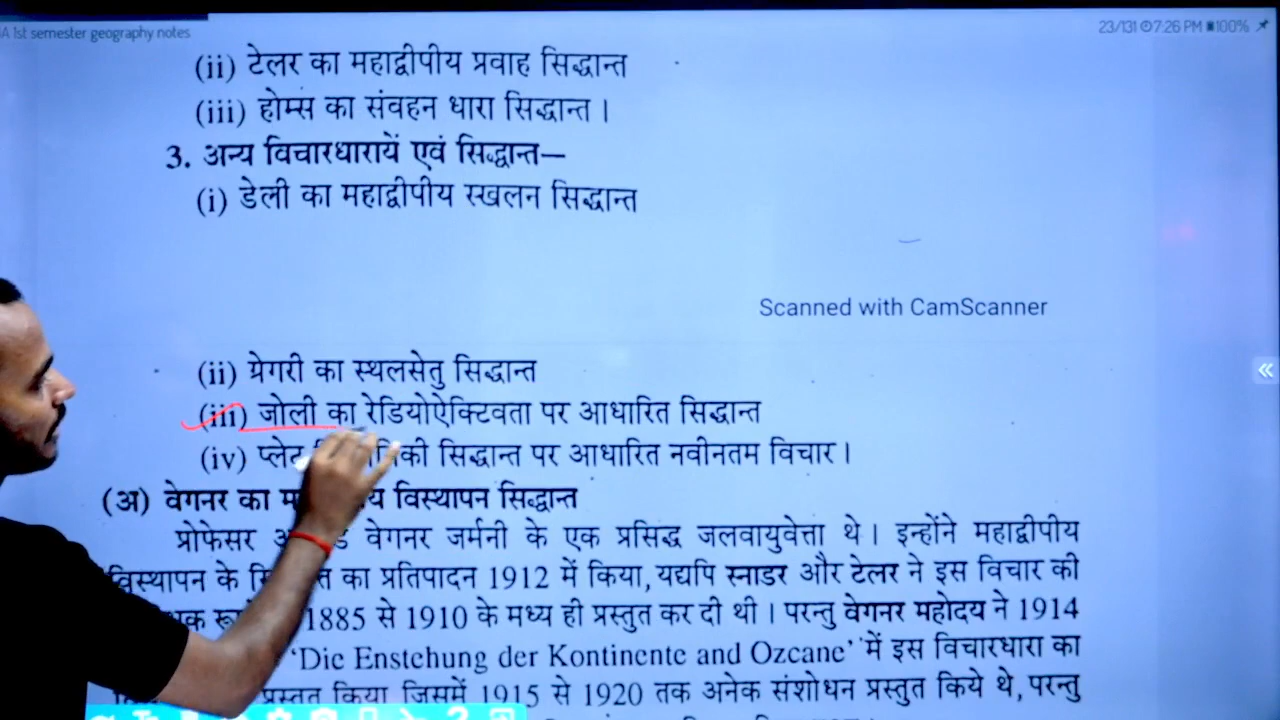 A 1st semester geography notes
23/131 7:26 PM 100%
(ii) टेलर का महाद्वीपीय प्रवाह सिद्धान्त
(iii) होम्स का संवहन धारा सिद्धान्त ।
3. अन्य विचारधारायें एवं सिद्धान्त—
(i) डेली का महाद्वीपीय स्खलन सिद्धान्त
Scanned with CamScanner
(ii) ग्रेगरी का स्थलसेतु सिद्धान्त
(iii) जोली का रेडियोऐक्टिवता पर आधारित सिद्धान्त
(iv) प्लेट सिद्धान्त पर आधारित नवीनतम विचार ।
(अ) वेगनर का विस्थापन सिद्धान्त
प्रोफेसर वेगनर जर्मनी के एक प्रसिद्ध जलवायुवेत्ता थे । इन्होंने महाद्वीपीय
विस्थापन के का प्रतिपादन 1912 में किया, यद्यपि स्नाडर और टेलर ने इस विचार की
1885 से 1910 के मध्य ही प्रस्तुत कर दी थी । परन्तु वेगनर महोदय ने 1914
'Die Enstchung der Kontinente and Ozcane' में इस विचारधारा का
प्रस्तुत किया जिसमें 1915 से 1920 तक अनेक संशोधन प्रस्तुत किये थे, परन्तु